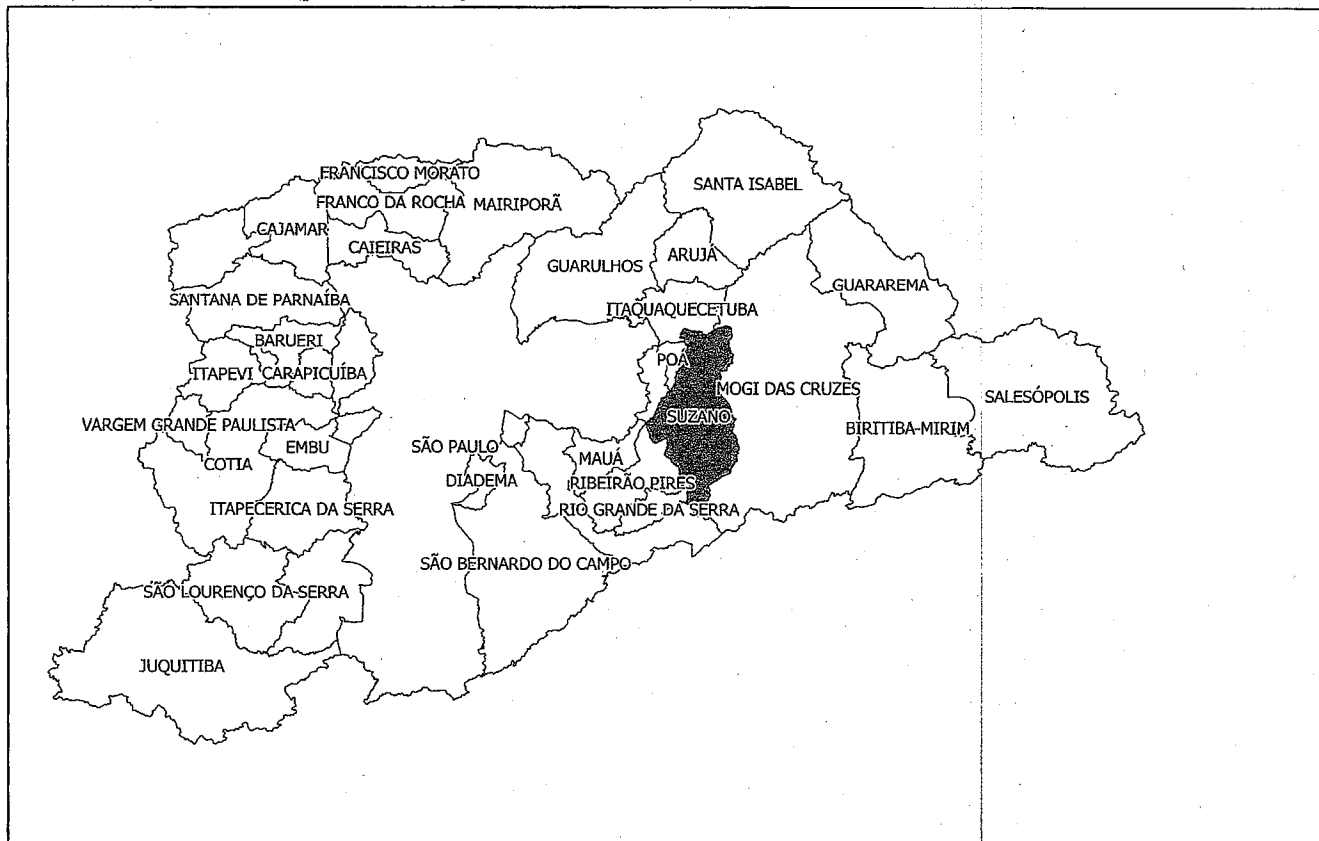 FRANCISCO MORATO
SANTA ISABEL
FRANCO DA ROCHA
MAIRIPORÃ
CAJAMAR
CAIEIRAS
ARUJÁ
GUARULHOS
GUARAREMA
SANTANA DE PARNAÍBA
ITAQUAQUECETUBA
BARUERI
POÁ
ITAPEVI
CARAPICUÍBA
MOGI DAS CRUZES
SALESÓPOLIS
SUZANO
VARGEM GRANDE PAULISTA
BIRITIBA-MIRIM
EMBU
SÃO PAULO
MAUÁ
COTIA
DIADEMA
RIBEIRÃO PIRES
ITAPECERICA DA SERRA
RIO GRANDE DA SERRA
SÃO BERNARDO DO CAMPO
SÃO LOURENÇO DA SERRA
JUQUITIBA